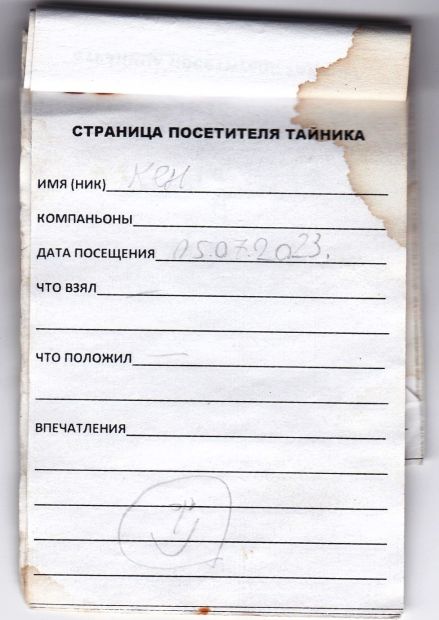 СТРАНИЦА ПОСЕТИТЕЛЯ ТАЙНИКА
ИМЯ (НИК) Кен
КОМПАНЬОНЫ
ДАТА ПОСЕЩЕНИЯ 05.07.2023.
ЧТО ВЗЯЛ —
ЧТО ПОЛОЖИЛ —
ВПЕЧАТЛЕНИЯ